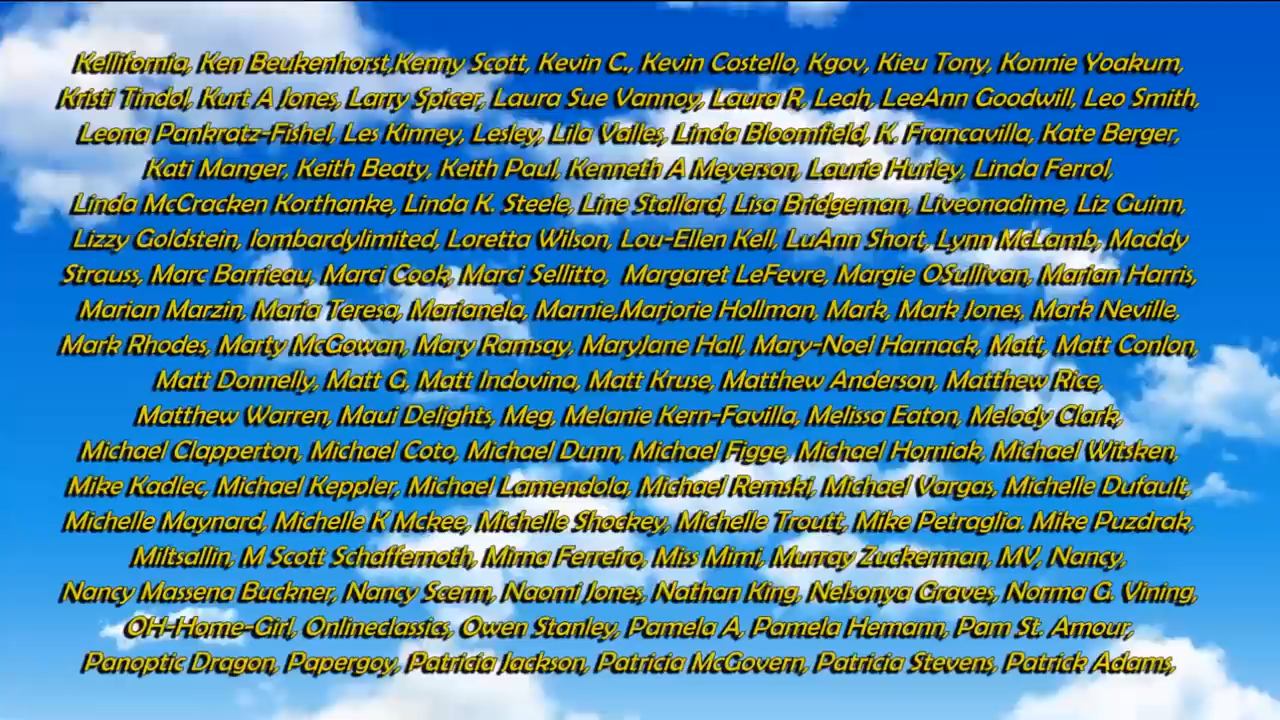 Kellifornia, Ken Beukenhorst,Kenny Scott, Kevin C., Kevin Costello, Kgov, Kieu Tony, Konnie Yoakum,
Kristi Tindol, Kurt A Jones, Larry Spicer, Laura Sue Vannoy, Laura R, Leah, LeeAnn Goodwill, Leo Smith,
Leona Pankratz-Fishel, Les Kinney, Lesley, Lila Valles, Linda Bloomfield, K. Francavilla, Kate Berger,
Kati Manger, Keith Beaty, Keith Paul, Kenneth A Meyerson, Laurie Hurley, Linda Ferrol,
Linda McCracken Korthanke, Linda K. Steele, Line Stallard, Lisa Bridgeman, Liveonadime, Liz Guinn,
Lizzy Goldstein, lombardylimited, Loretta Wilson, Lou-Ellen Kell, LuAnn Short, Lynn McLamb, Maddy
Strauss, Marc Barrieau, Marci Cook, Marci Sellitto, Margaret LeFevre, Margie OSullivan, Marian Harris,
Marian Marzin, Maria Teresa, Marianela, Marnie,Marjorie Hollman, Mark, Mark Jones, Mark Neville,
Mark Rhodes, Marty McGowan, Mary Ramsay, MaryJane Hall, Mary-Noel Harnack, Matt, Matt Conlon,
Matt Donnelly, Matt G, Matt Indovina, Matt Kruse, Matthew Anderson, Matthew Rice,
Matthew Warren, Maui Delights, Meg, Melanie Kern-Favilla, Melissa Eaton, Melody Clark,
Michael Clapperton, Michael Coto, Michael Dunn, Michael Figge, Michael Horniak, Michael Witsken,
Mike Kadlec, Michael Keppler, Michael Lamendola, Michael Remski, Michael Vargas, Michelle Dufault,
Michelle Maynard, Michelle K Mckee, Michelle Shockey, Michelle Troutt, Mike Petraglia. Mike Puzdrak,
Miltsallin, M Scott Schaffernoth, Mirna Ferreiro, Miss Mimi, Murray Zuckerman, MV, Nancy,
Nancy Massena Buckner, Nancy Scerm, Naomi Jones, Nathan King, Nelsonya Graves, Norma G. Vining,
OH-Home-Girl, Onlineclassics, Owen Stanley, Pamela A, Pamela Hemann, Pam St. Amour,
Panoptic Dragon, Papergoy, Patricia Jackson, Patricia McGovern, Patricia Stevens, Patrick Adams,